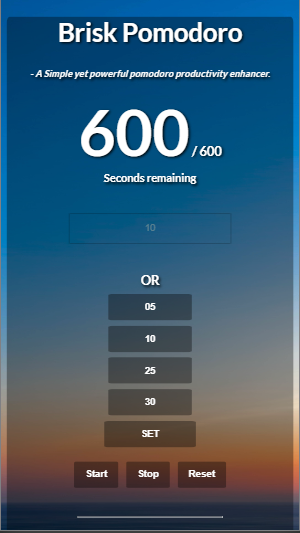 Brisk Pomodoro
- A Simple yet powerful pomodoro productivity enhancer.
600 / 600
Seconds remaining
10
OR
05
10
25
30
SET
Start Stop Reset